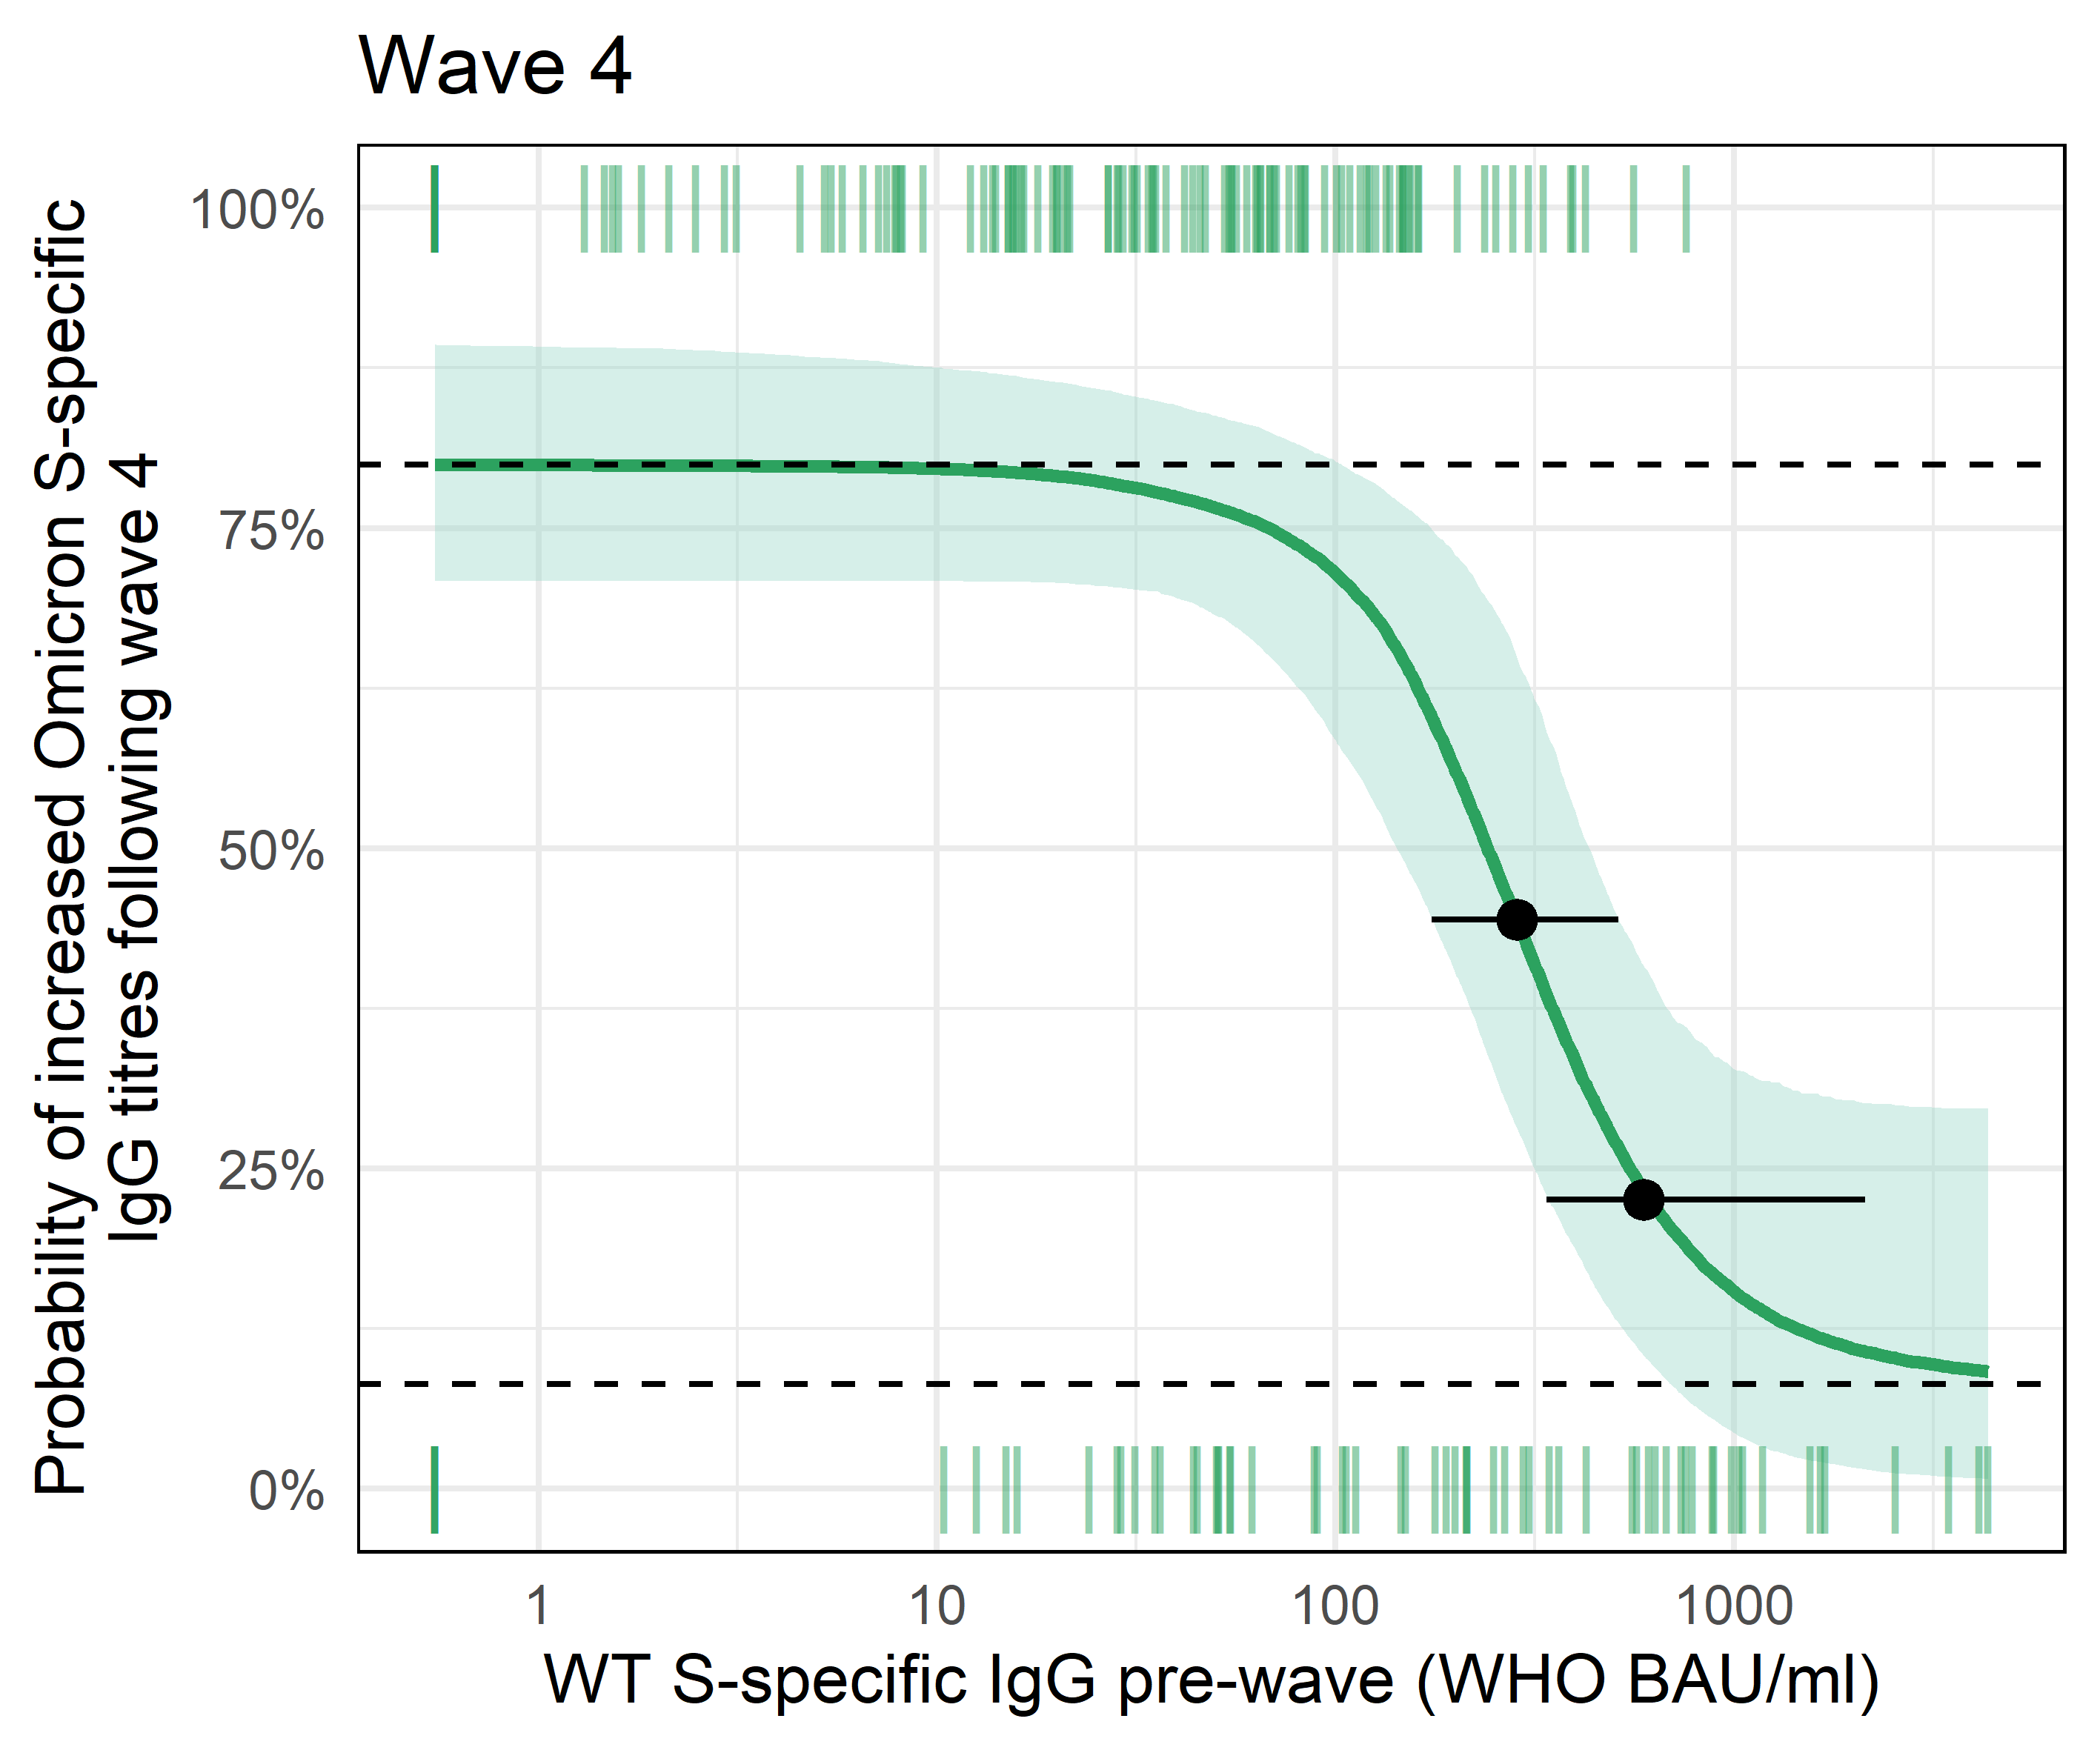 Wave 4
Probability of increased Omicron S-specific
IgG titres following wave 4
100%
75%
50%
25%
0%
1 10 100 1000
WT S-specific IgG pre-wave (WHO BAU/ml)